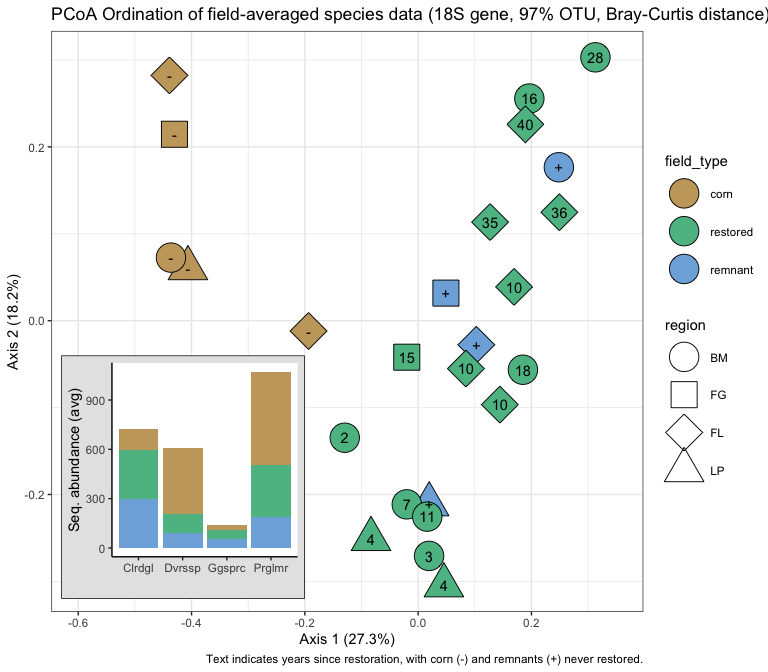 PCoA Ordination of field-averaged species data (18S gene, 97% OTU, Bray-Curtis distance)
Axis 2 (18.2%)
0.2
0.0
-0.2
-
-
-
-
-
28
16
40
+
36
35
10
+
+
15
10
18
10
2
7
+
11
4
3
4
-0.6
-0.4
-0.2
0.0
0.2
Axis 1 (27.3%)
Text indicates years since restoration, with corn (-) and remnants (+) never restored.
Seq. abundance (avg)
900
600
300
0
Clrdgl Dvrssp Ggsprc Prglmr
field_type
corn
restored
remnant
region
BM
FG
FL
LP